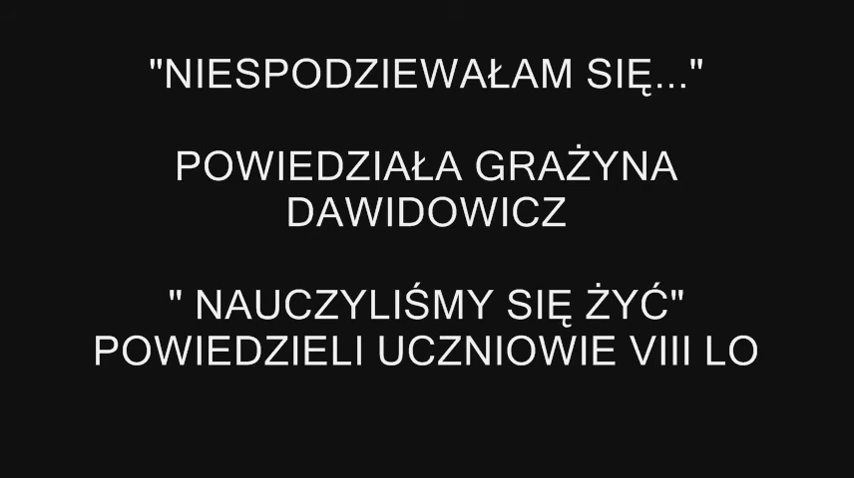 "NIESPODZIEWAŁAM SIĘ..."
POWIEDZIAŁA GRAŻYNA
DAWIDOWICZ
" NAUCZYLIŚMY SIĘ ŻYĆ"
POWIEDZIELI UCZNIOWIE VIII LO